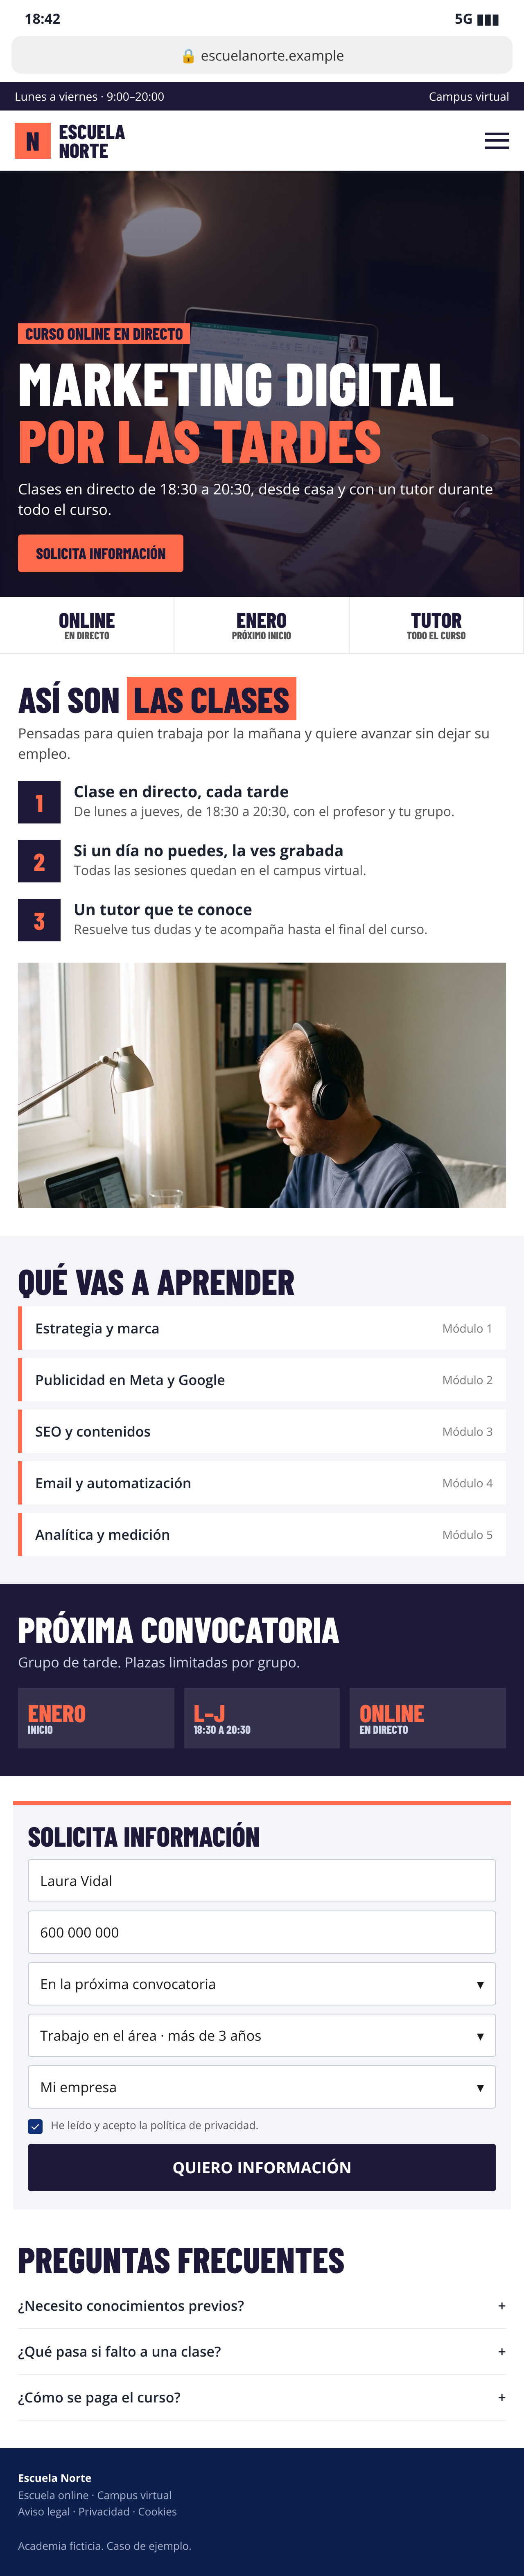 18:42
5G
escuelanorte.example
Lunes a viernes · 9:00–20:00
Campus virtual
N
ESCUELA
NORTE
CURSO ONLINE EN DIRECTO
MARKETING DIGITAL
POR LAS TARDES
Clases en directo de 18:30 a 20:30, desde casa y con un tutor durante
todo el curso.
SOLICITA INFORMACIÓN
ONLINE
EN DIRECTO
ENERO
PRÓXIMO INICIO
TUTOR
TODO EL CURSO
ASÍ SON LAS CLASES
Pensadas para quien trabaja por la mañana y quiere avanzar sin dejar su
empleo.
1
Clase en directo, cada tarde
De lunes a jueves, de 18:30 a 20:30, con el profesor y tu grupo.
2
Si un día no puedes, la ves grabada
Todas las sesiones quedan en el campus virtual.
3
Un tutor que te conoce
Resuelve tus dudas y te acompaña hasta el final del curso.
QUÉ VAS A APRENDER
Estrategia y marca
Módulo 1
Publicidad en Meta y Google
Módulo 2
SEO y contenidos
Módulo 3
Email y automatización
Módulo 4
Analítica y medición
Módulo 5
PRÓXIMA CONVOCATORIA
Grupo de tarde. Plazas limitadas por grupo.
ENERO
INICIO
L–J
18:30 A 20:30
ONLINE
EN DIRECTO
SOLICITA INFORMACIÓN
Laura Vidal
600 000 000
En la próxima convocatoria
Trabajo en el área · más de 3 años
Mi empresa
He leído y acepto la política de privacidad.
QUIERO INFORMACIÓN
PREGUNTAS FRECUENTES
¿Necesito conocimientos previos? +
¿Qué pasa si falto a una clase? +
¿Cómo se paga el curso? +
Escuela Norte
Escuela online · Campus virtual
Aviso legal · Privacidad · Cookies
Academia ficticia. Caso de ejemplo.